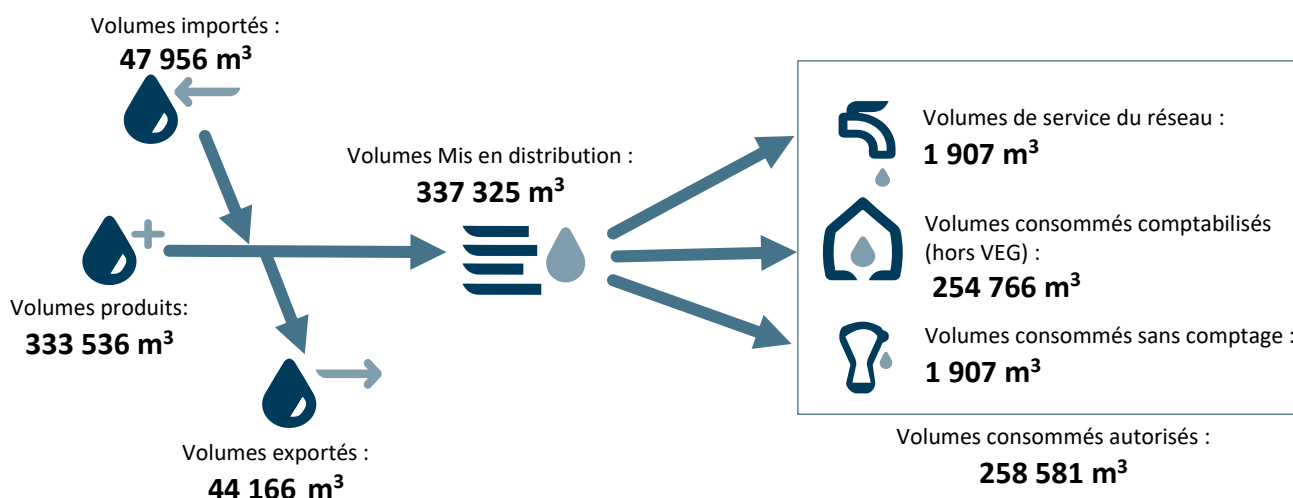 Volumes importés :
47 956 m³
Volumes Mis en distribution :
337 325 m³
Volumes produits:
333 536 m³
Volumes exportés :
44 166 m³
Volumes de service du réseau :
1 907 m³
Volumes consommés comptabilisés
(hors VEG) :
254 766 m³
Volumes consommés sans comptage :
1 907 m³
Volumes consommés autorisés :
258 581 m³